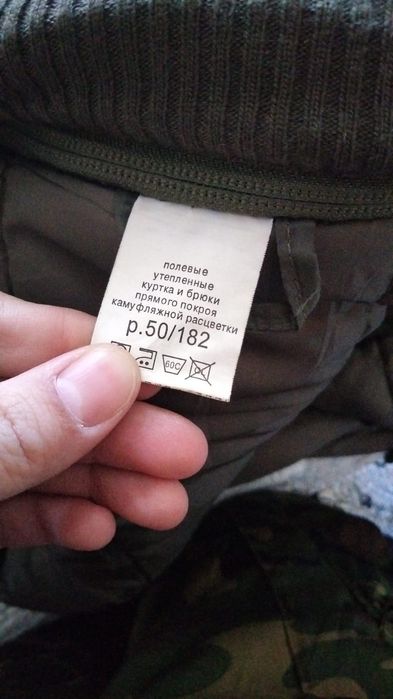 полевые
утепленные
куртка и брюки
прямого покроя
камуфляжной расцветки
р.50/182
60С